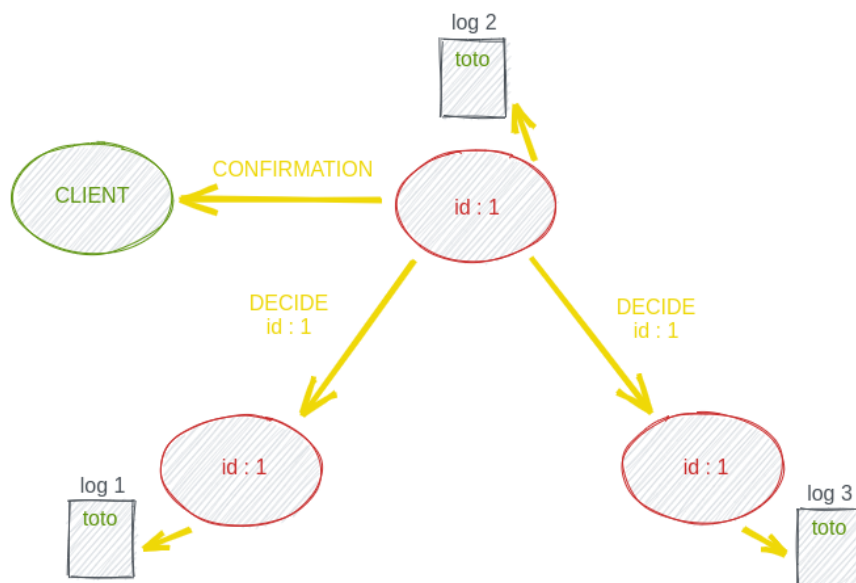 log 2
toto
CONFIRMATION
CLIENT
id : 1
DECIDE
id : 1
DECIDE
id : 1
id : 1
id : 1
log 1
toto
log 3
toto